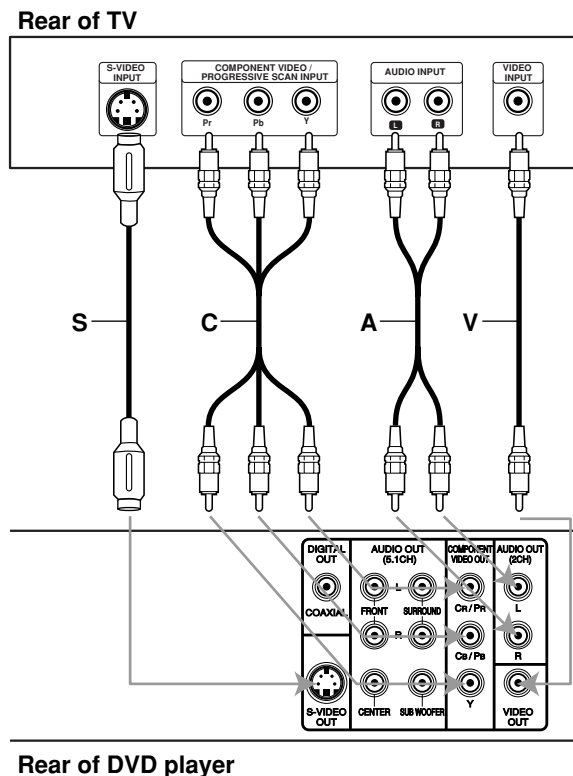 Rear of TV
S-VIDEO
INPUT
COMPONENT VIDEO /
PROGRESSIVE SCAN INPUT
Pr
Pb
Y
AUDIO INPUT
L
R
VIDEO
INPUT
S
C
A
V
DIGITAL
OUT
COAXIAL
S-VIDEO
OUT
AUDIO OUT
(5.1CH)
L
FRONT
SURROUND
R
CENTER
SUB WOOFER
COMPONENT
VIDEO OUT
CR / PR
CB / PB
Y
AUDIO OUT
(2CH)
L
R
VIDEO
OUT
Rear of DVD player